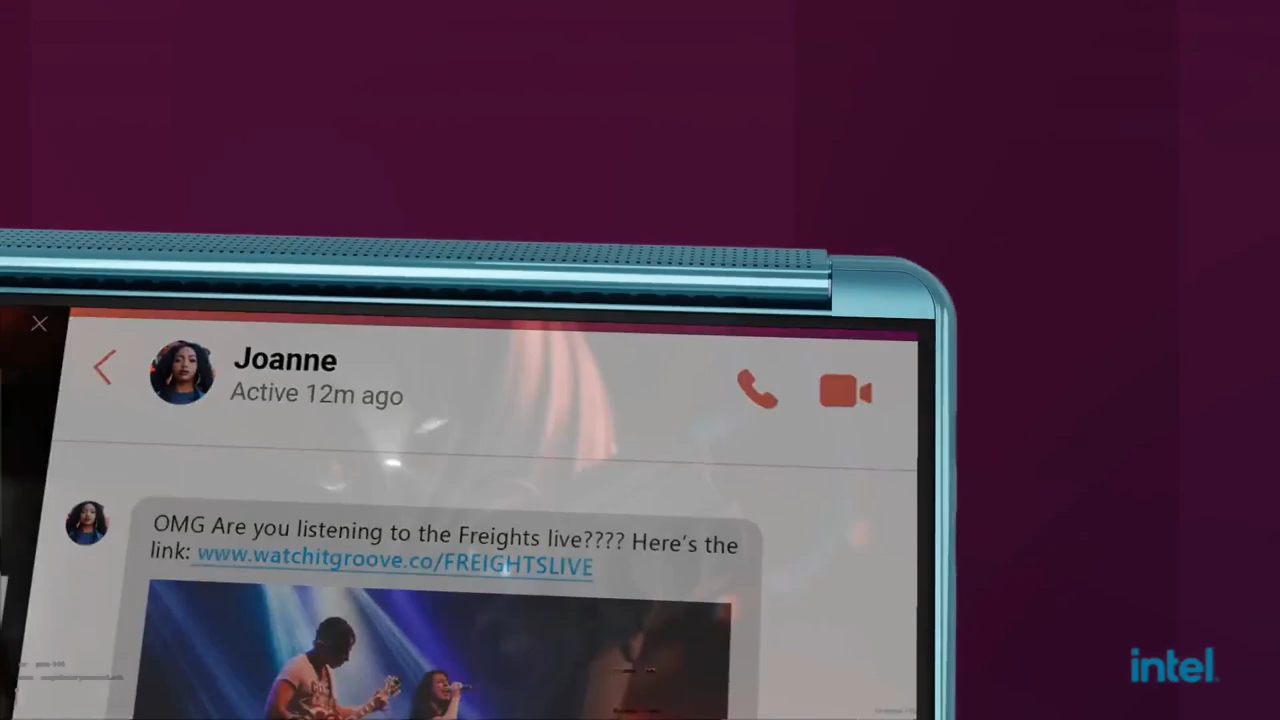 Joanne
Active 12m ago
OMG Are you listening to the Freights live???? Here's the
link: www.watchitgroove.co/FREIGHTSLIVE
intel.